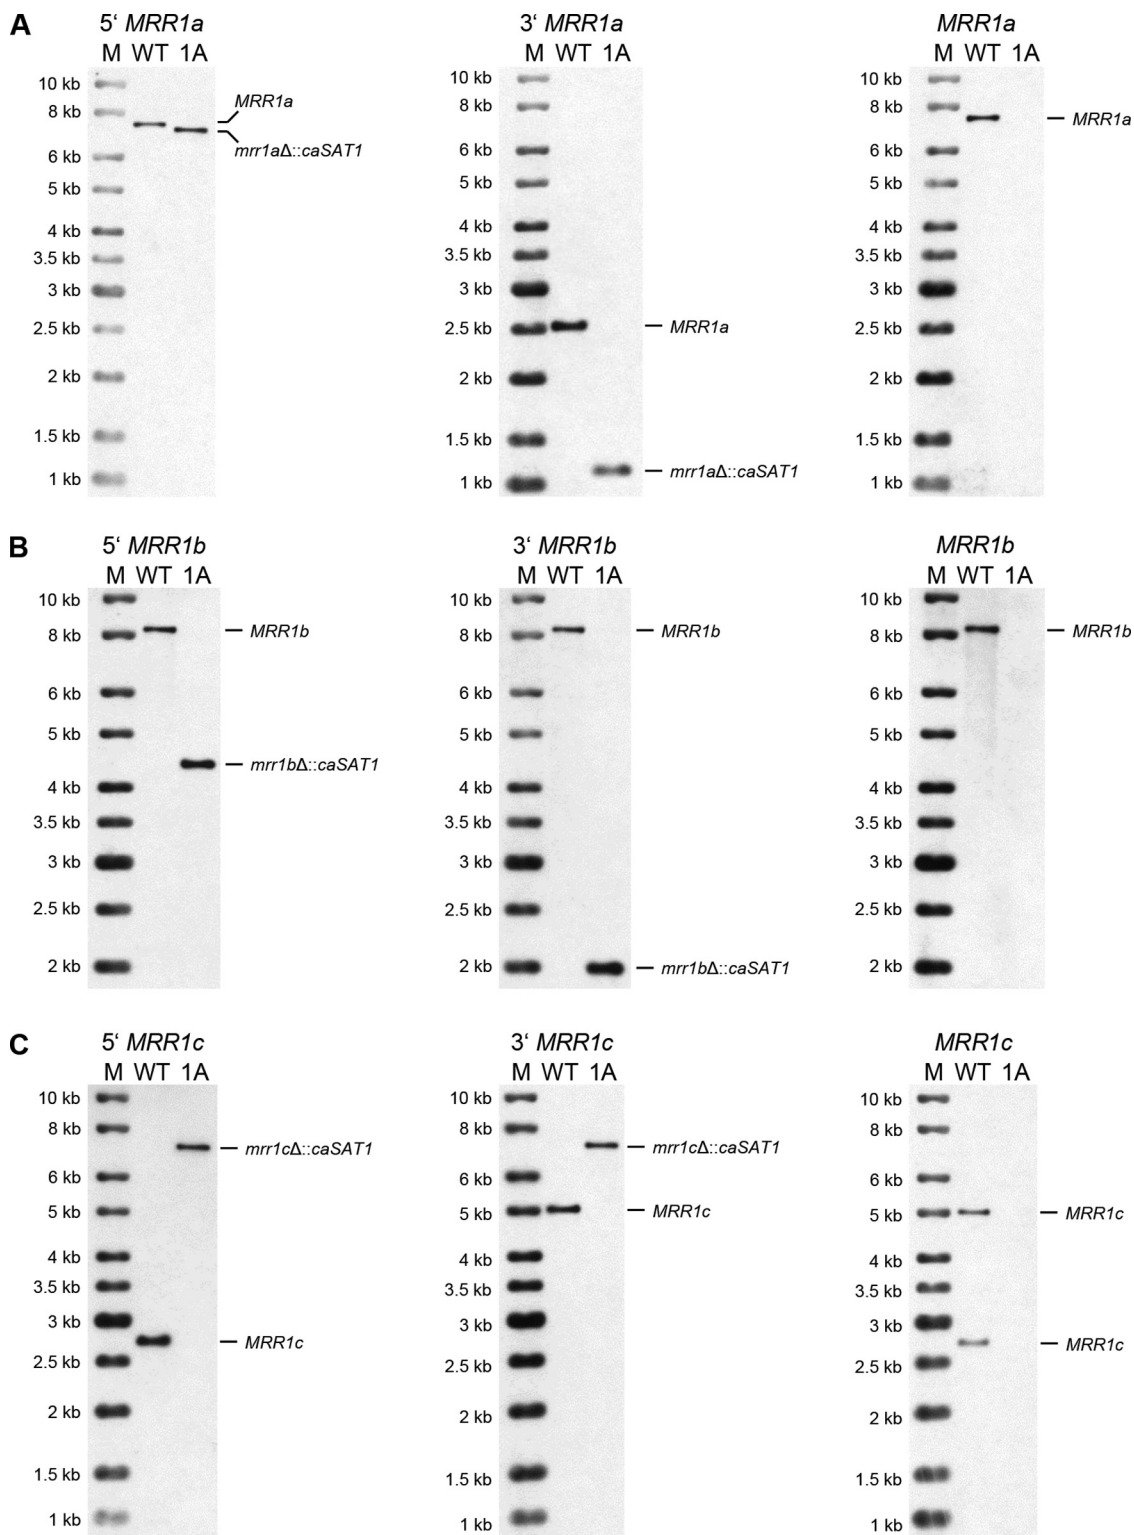 A
5‘ MRR1a
M WT 1A
10 kb
8 kb
6 kb
5 kb
4 kb
3.5 kb
3 kb
2.5 kb
2 kb
1.5 kb
1 kb
MRR1a
mrr1aΔ::caSAT1
3‘ MRR1a
M WT 1A
10 kb
8 kb
6 kb
5 kb
4 kb
3.5 kb
3 kb
2.5 kb
2 kb
1.5 kb
1 kb
MRR1a
mrr1aΔ::caSAT1
MRR1a
M WT 1A
10 kb
8 kb
6 kb
5 kb
4 kb
3.5 kb
3 kb
2.5 kb
2 kb
1.5 kb
1 kb
MRR1a
B
5‘ MRR1b
M WT 1A
10 kb
8 kb
6 kb
5 kb
4 kb
3.5 kb
3 kb
2.5 kb
2 kb
MRR1b
mrr1bΔ::caSAT1
3‘ MRR1b
M WT 1A
10 kb
8 kb
6 kb
5 kb
4 kb
3.5 kb
3 kb
2.5 kb
2 kb
MRR1b
mrr1bΔ::caSAT1
MRR1b
M WT 1A
10 kb
8 kb
6 kb
5 kb
4 kb
3.5 kb
3 kb
2.5 kb
2 kb
MRR1b
C
5‘ MRR1c
M WT 1A
10 kb
8 kb
6 kb
5 kb
4 kb
3.5 kb
3 kb
2.5 kb
2 kb
1.5 kb
1 kb
mrr1cΔ::caSAT1
MRR1c
3‘ MRR1c
M WT 1A
10 kb
8 kb
6 kb
5 kb
4 kb
3.5 kb
3 kb
2.5 kb
2 kb
1.5 kb
1 kb
mrr1cΔ::caSAT1
MRR1c
MRR1c
M WT 1A
10 kb
8 kb
6 kb
5 kb
4 kb
3.5 kb
3 kb
2.5 kb
2 kb
1.5 kb
1 kb
MRR1c
MRR1c